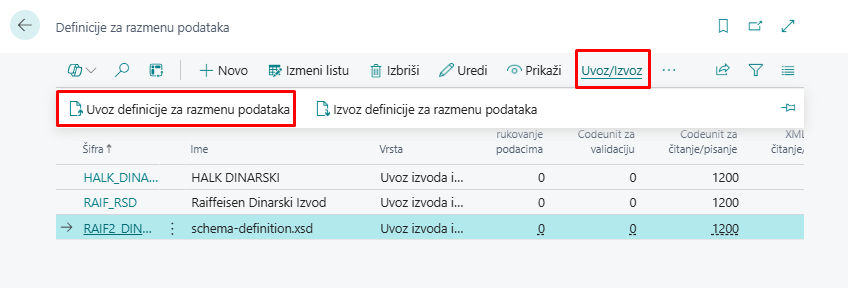 Definicije za razmenu podataka
Novo Izmeni listu Izbriši Uredi Prikaži Uvoz/Izvoz ...
Uvoz definicije za razmenu podataka Izvoz definicije za razmenu podataka
rukovanje Codeunit za Codeunit za XML
Šifra ↑ Ime Vrsta podacima validaciju čitanje/pisanje čitanje/
HALK_DINA... HALK DINARSKI Uvoz izvoda i... 0 0 1200
RAIF_RSD Raiffeisen Dinarski Izvod Uvoz izvoda i... 0 0 1200
RAIF2_DIN... schema-definition.xsd Uvoz izvoda i... 0 0 1200